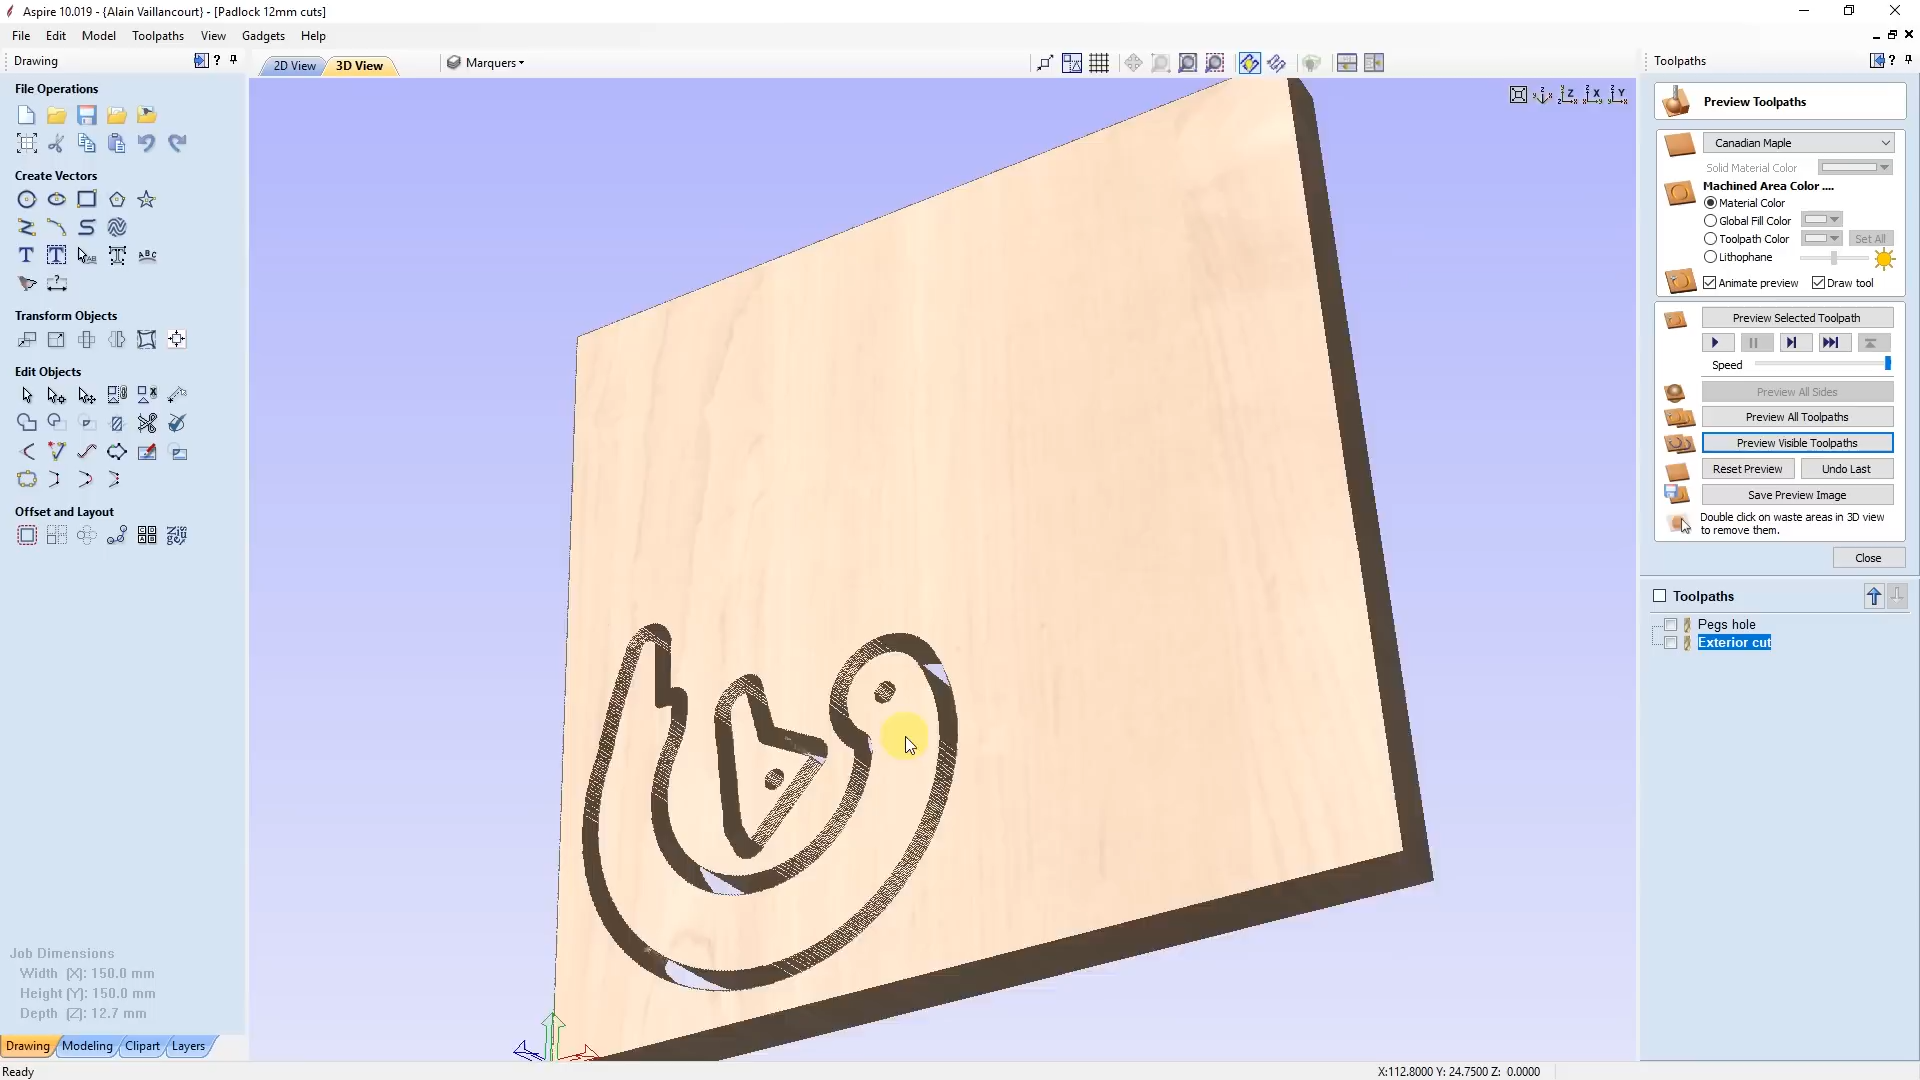 Aspire 10.019 - {Alain Vaillancourt} - [Padlock 12mm cuts]
File Edit Model Toolpaths View Gadgets Help
Drawing
2D View 3D View
Marquers
Toolpaths
File Operations
Create Vectors
Transform Objects
Edit Objects
Offset and Layout
Job Dimensions
Width (X): 150.0 mm
Height (Y): 150.0 mm
Depth (Z): 12.7 mm
Drawing Modeling Clipart Layers
Ready
Preview Toolpaths
Canadian Maple
Solid Material Color
Machined Area Color ....
Material Color
Global Fill Color
Toolpath Color Set All
Lithophane
Animate preview Draw tool
Preview Selected Toolpath
Speed
Preview All Sides
Preview All Toolpaths
Preview Visible Toolpaths
Reset Preview Undo Last
Save Preview Image
Double click on waste areas in 3D view
to remove them.
Close
Toolpaths
Pegs hole
Exterior cut
X:112.8000 Y: 24.7500 Z: 0.0000